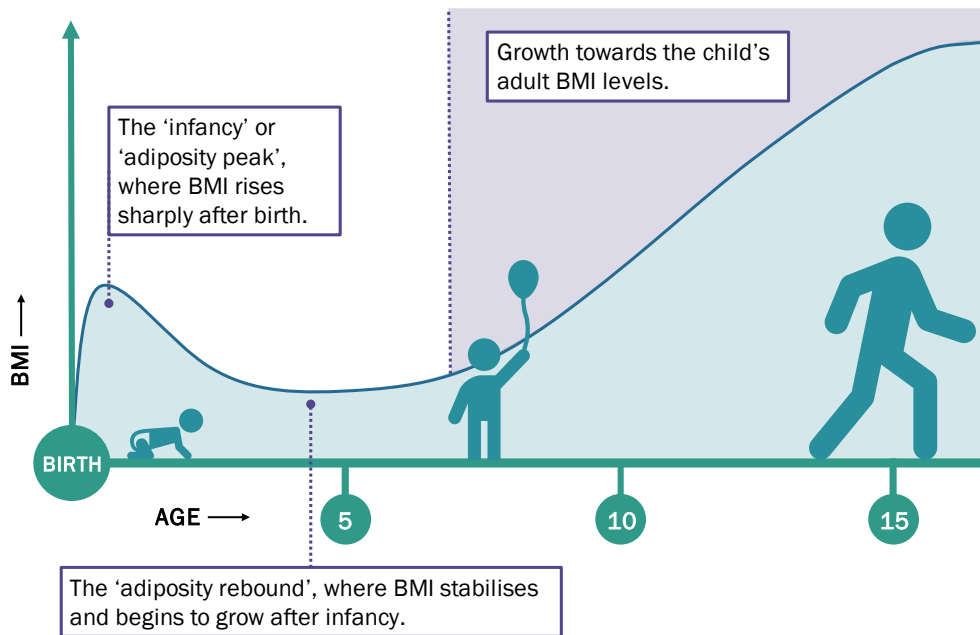 Growth towards the child's
adult BMI levels.
The 'infancy' or
'adiposity peak',
where BMI rises
sharply after birth.
BMI
BIRTH
AGE
5
10
15
The 'adiposity rebound', where BMI stabilises
and begins to grow after infancy.